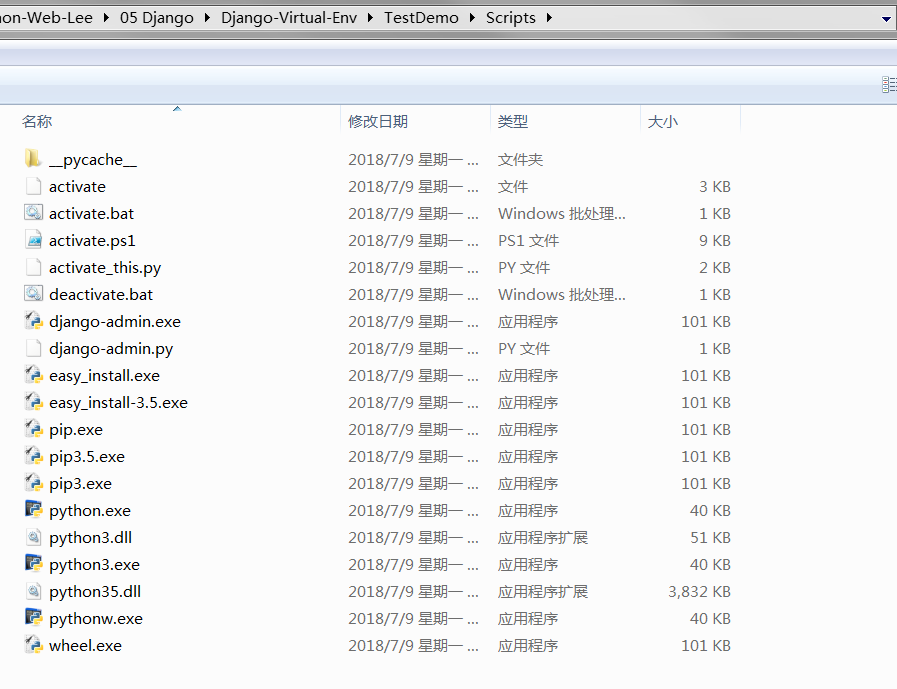 on-Web-Lee ▸ 05 Django ▸ Django-Virtual-Env ▸ TestDemo ▸ Scripts ▸
名称 修改日期 类型 大小
__pycache__ 2018/7/9 星期一 ... 文件夹
activate 2018/7/9 星期一 ... 文件 3 KB
activate.bat 2018/7/9 星期一 ... Windows 批处理... 1 KB
activate.ps1 2018/7/9 星期一 ... PS1 文件 9 KB
activate_this.py 2018/7/9 星期一 ... PY 文件 2 KB
deactivate.bat 2018/7/9 星期一 ... Windows 批处理... 1 KB
django-admin.exe 2018/7/9 星期一 ... 应用程序 101 KB
django-admin.py 2018/7/9 星期一 ... PY 文件 1 KB
easy_install.exe 2018/7/9 星期一 ... 应用程序 101 KB
easy_install-3.5.exe 2018/7/9 星期一 ... 应用程序 101 KB
pip.exe 2018/7/9 星期一 ... 应用程序 101 KB
pip3.5.exe 2018/7/9 星期一 ... 应用程序 101 KB
pip3.exe 2018/7/9 星期一 ... 应用程序 101 KB
python.exe 2018/7/9 星期一 ... 应用程序 40 KB
python3.dll 2018/7/9 星期一 ... 应用程序扩展 51 KB
python3.exe 2018/7/9 星期一 ... 应用程序 40 KB
python35.dll 2018/7/9 星期一 ... 应用程序扩展 3,832 KB
pythonw.exe 2018/7/9 星期一 ... 应用程序 40 KB
wheel.exe 2018/7/9 星期一 ... 应用程序 101 KB